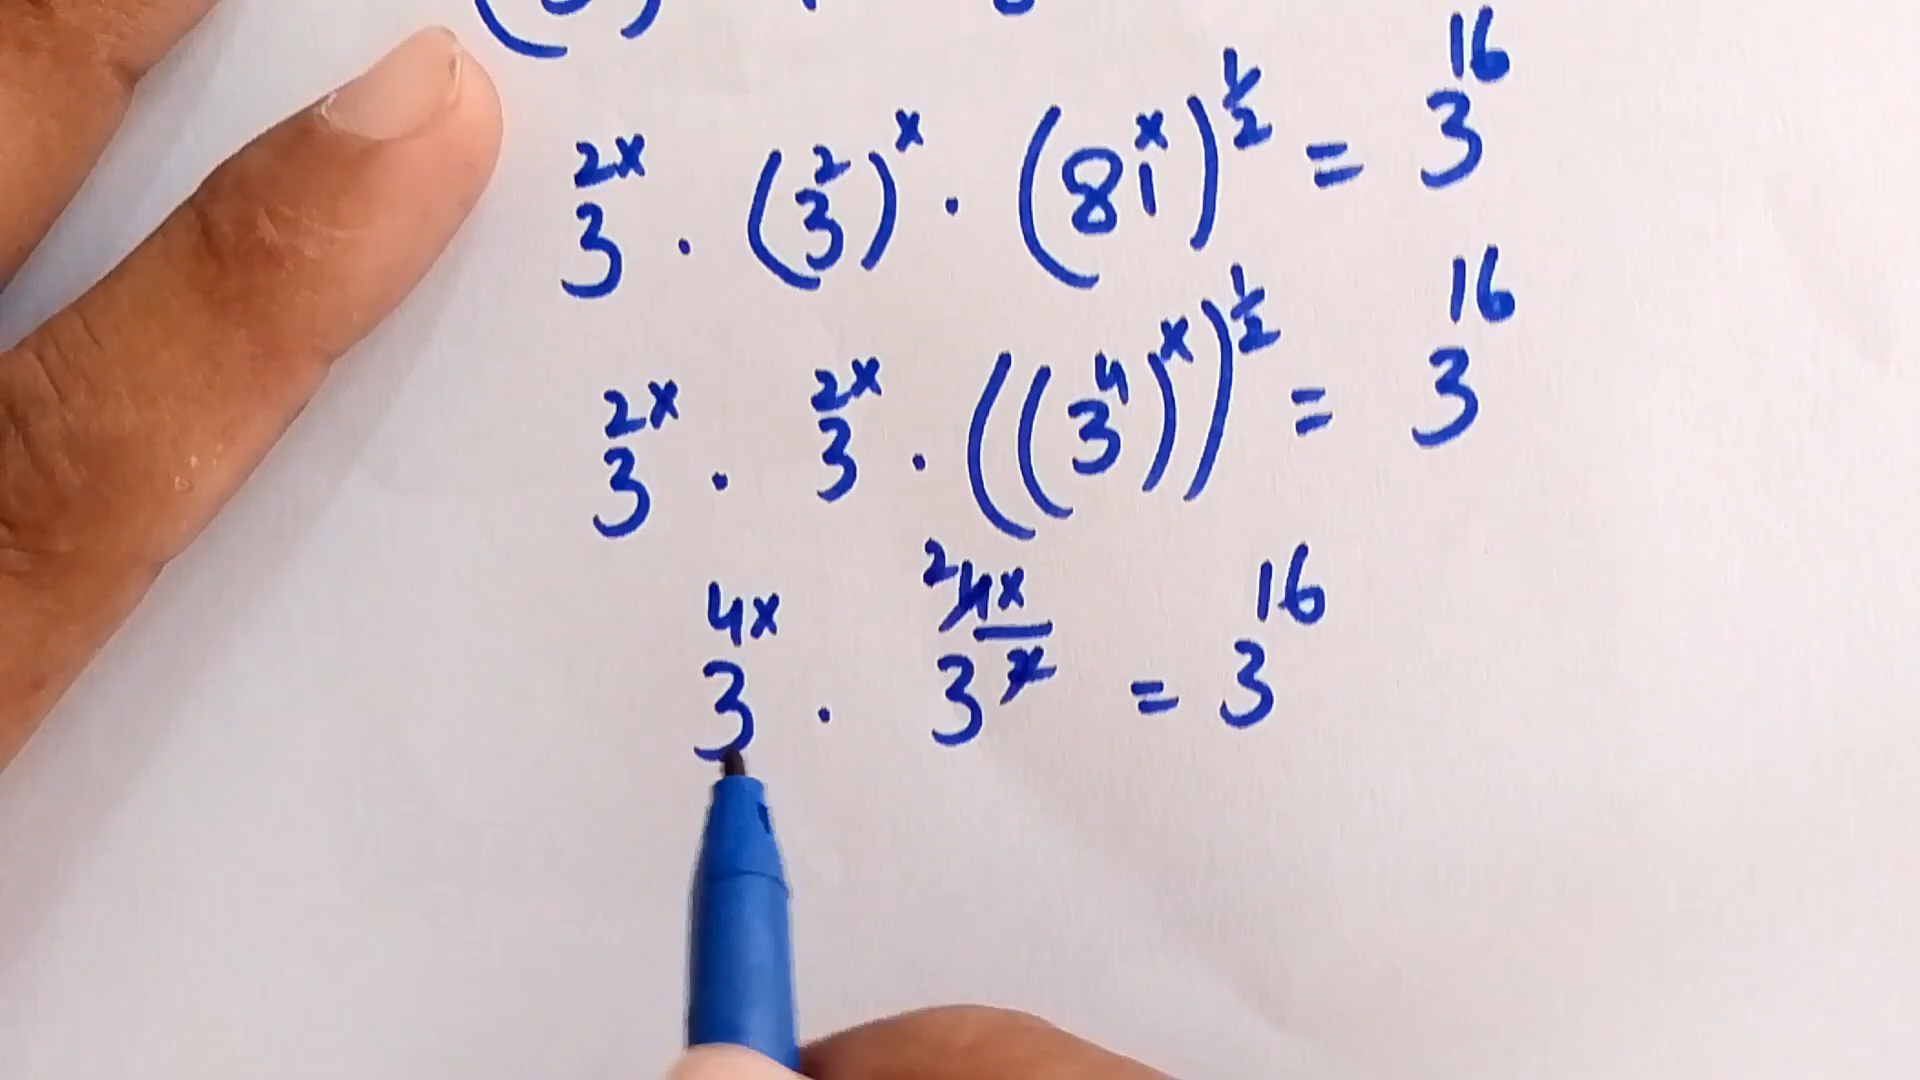 3^{2x} · (3^2)^x · (81^x)^{1/2} = 3^{16}
3^{2x} · 3^{2x} · ((3^4)^x)^{1/2} = 3^{16}
3^{4x} · 3^{^2 4x/2} = 3^{16}